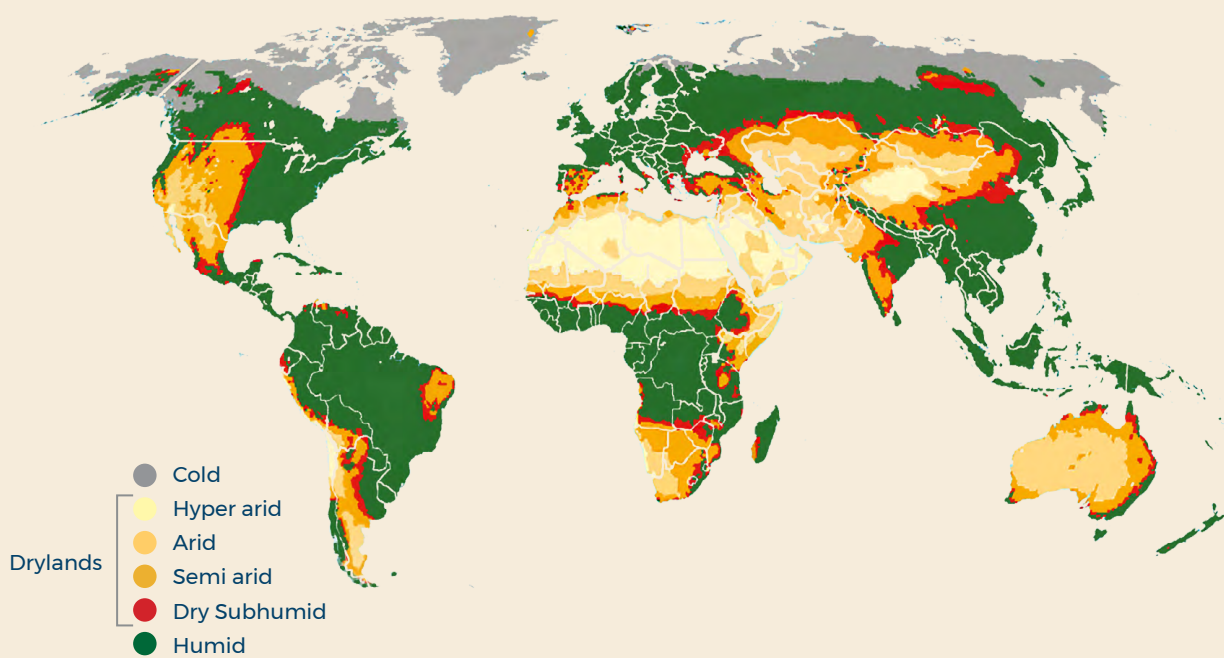 Cold
Hyper arid
Arid
Drylands
Semi arid
Dry Subhumid
Humid